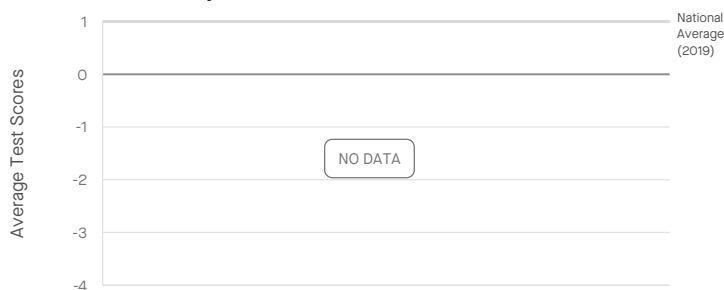 1
National
Average
(2019)
0
Average Test Scores
-1
NO DATA
-2
-3
-4